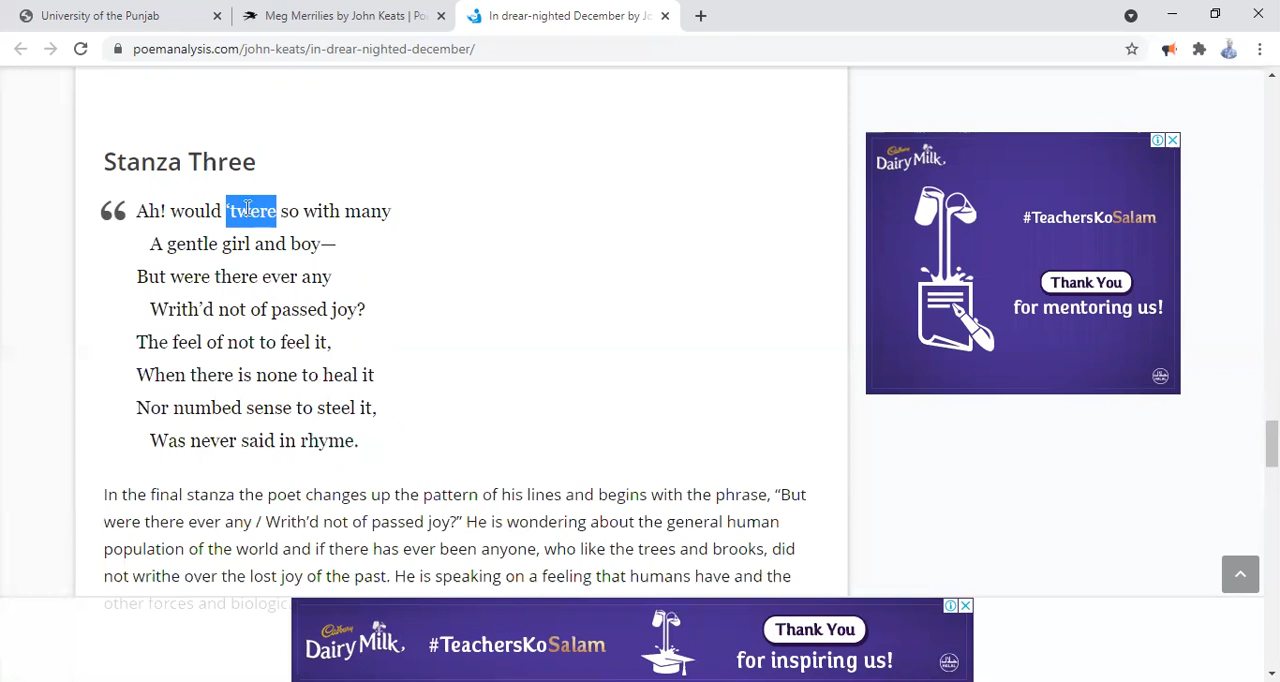 University of the Punjab
Meg Merrilies by John Keats | Po
In drear-nighted December by Jo
poemanalysis.com/john-keats/in-drear-nighted-december/
Stanza Three
Ah! would ‘twere so with many
A gentle girl and boy—
But were there ever any
Writh’d not of passed joy?
The feel of not to feel it,
When there is none to heal it
Nor numbed sense to steel it,
Was never said in rhyme.
In the final stanza the poet changes up the pattern of his lines and begins with the phrase, “But
were there ever any / Writh’d not of passed joy?” He is wondering about the general human
population of the world and if there has ever been anyone, who like the trees and brooks, did
not writhe over the lost joy of the past. He is speaking on a feeling that humans have and the
other forces and biologic
Cadbury
Dairy Milk.
#TeachersKoSalam
Thank You
for mentoring us!
Cadbury
Dairy Milk.
#TeachersKoSalam
Thank You
for inspiring us!